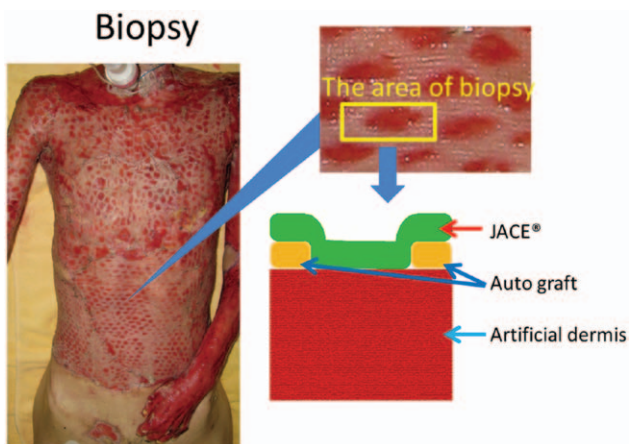 Biopsy
The area of biopsy
JACE®
Auto graft
Artificial dermis